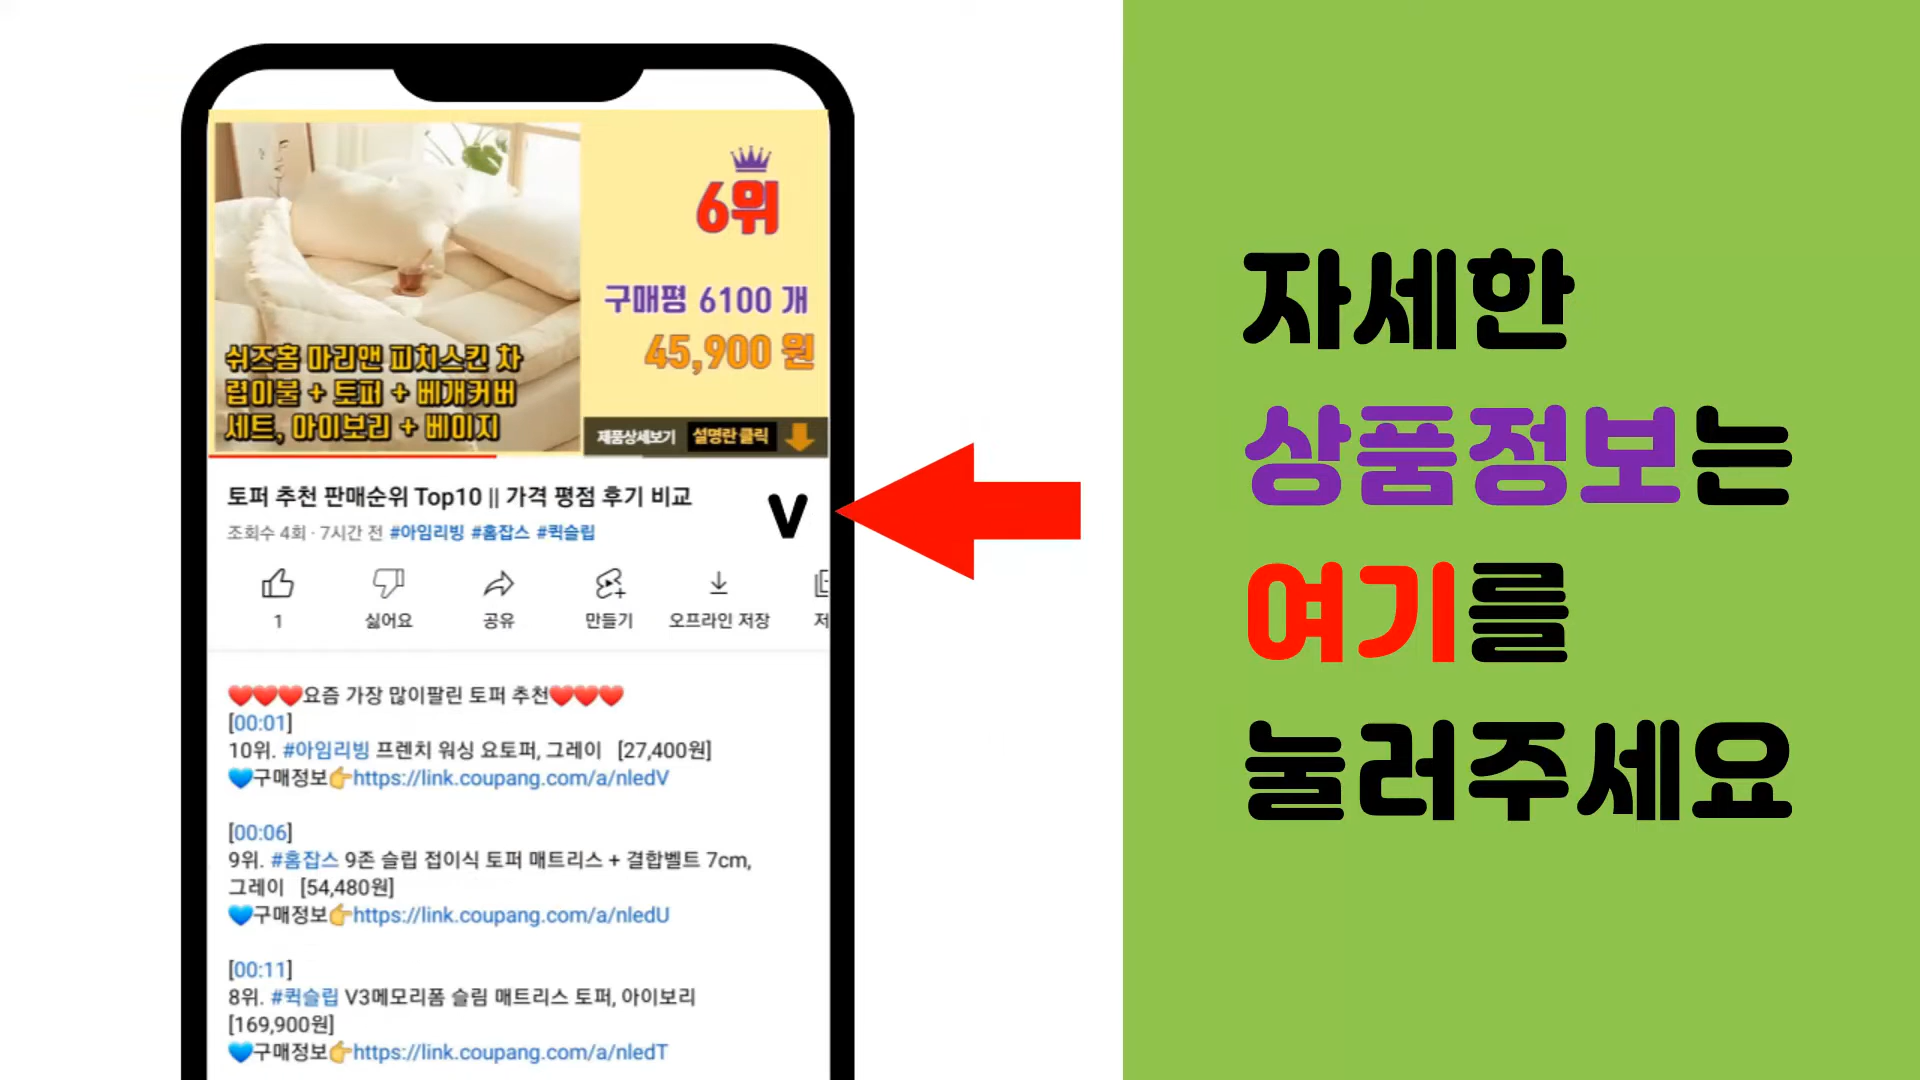 6위
구매평 6100 개
45,900 원
쉬즈홈 마리앤 피치스킨 차
렵이불 + 토퍼 + 베개커버
세트, 아이보리 + 베이지
제품상세보기 설명란 클릭
토퍼 추천 판매순위 Top10 || 가격 평점 후기 비교
V
조회수 4회 · 7시간 전 #아임리빙 #홈잡스 #퀵슬립
1 싫어요 공유 만들기 오프라인 저장 저
❤️❤️❤️요즘 가장 많이팔린 토퍼 추천❤️❤️❤️
[00:01]
10위. #아임리빙 프렌치 워싱 요토퍼, 그레이 [27,400원]
💙구매정보👉https://link.coupang.com/a/nledV
[00:06]
9위. #홈잡스 9존 슬립 접이식 토퍼 매트리스 + 결합벨트 7cm,
그레이 [54,480원]
💙구매정보👉https://link.coupang.com/a/nledU
[00:11]
8위. #퀵슬립 V3메모리폼 슬림 매트리스 토퍼, 아이보리
[169,900원]
💙구매정보👉https://link.coupang.com/a/nledT
자세한
상품정보는
여기를
눌러주세요